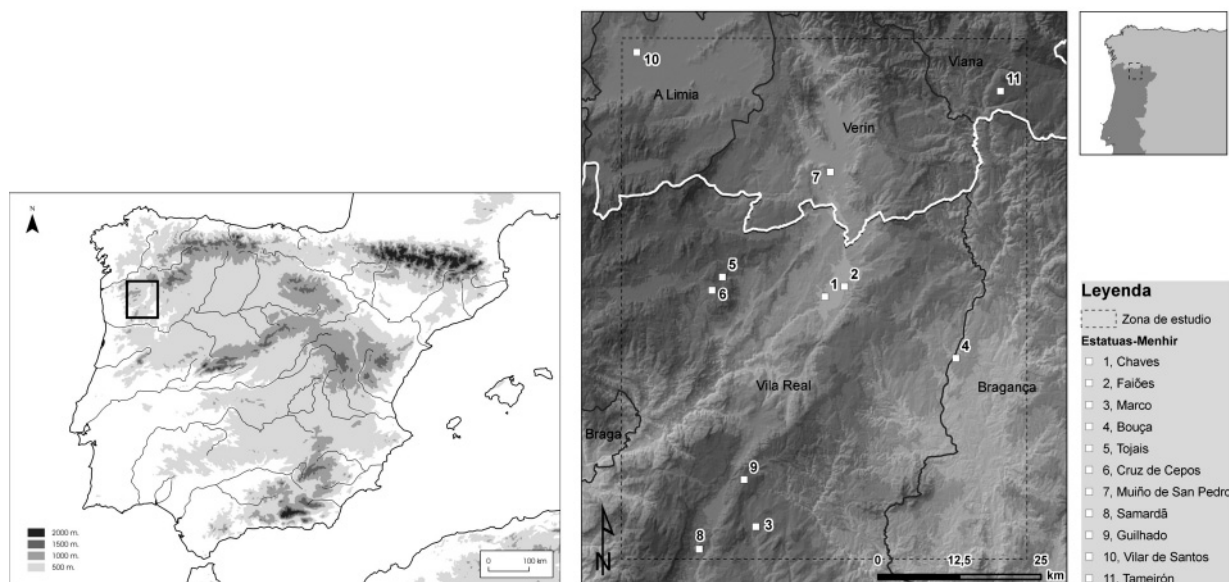 N
2000 m.
1500 m.
1000 m.
500 m.
0 100 km
10
11
Viana
A Limia
Verín
7
5
6
2
1
4
Vila Real
Bragança
Braga
9
3
8
N
0 12,5 25
km
Leyenda
Zona de estudio
Estatuas-Menhir
1, Chaves
2, Faiões
3, Marco
4, Bouça
5, Tojais
6, Cruz de Cepos
7, Muiño de San Pedro
8, Samardã
9, Guilhado
10, Vilar de Santos
11, Tameirón